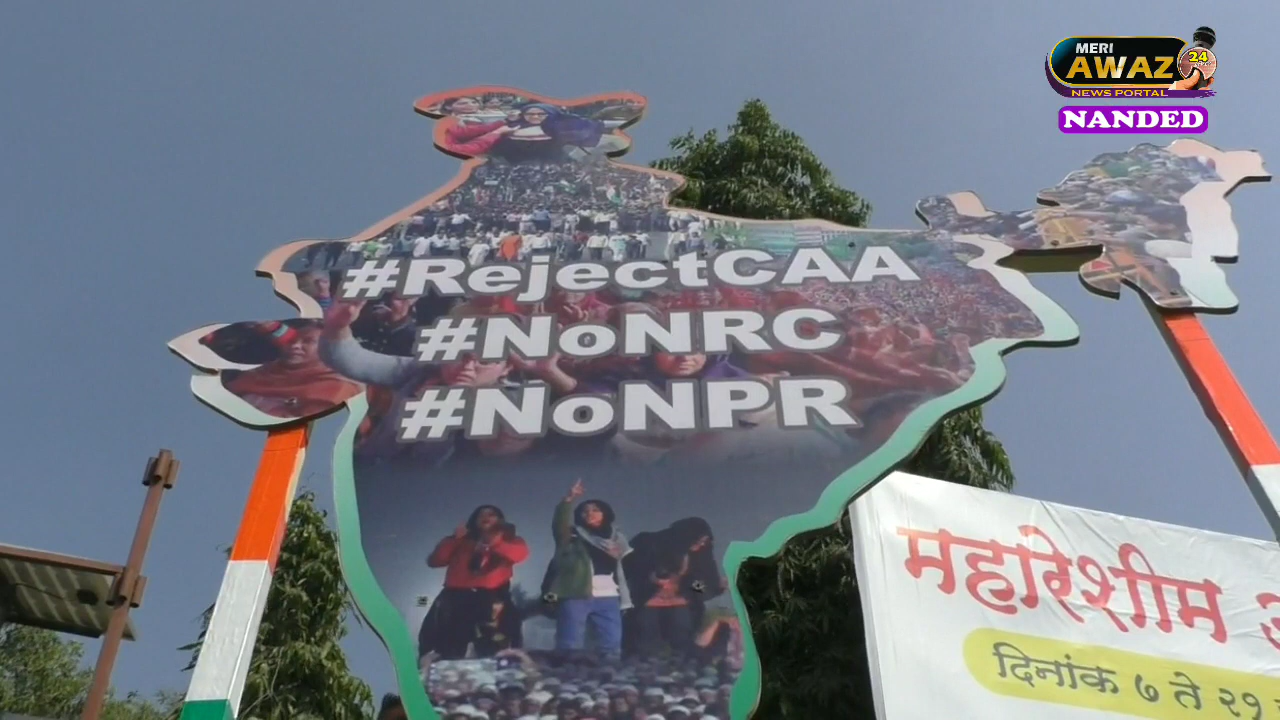 MERI
AWAZ
24
NEWS PORTAL
NANDED
#RejectCAA
#NoNRC
#NoNPR
महारेशीम
दिनांक ७ ते २१